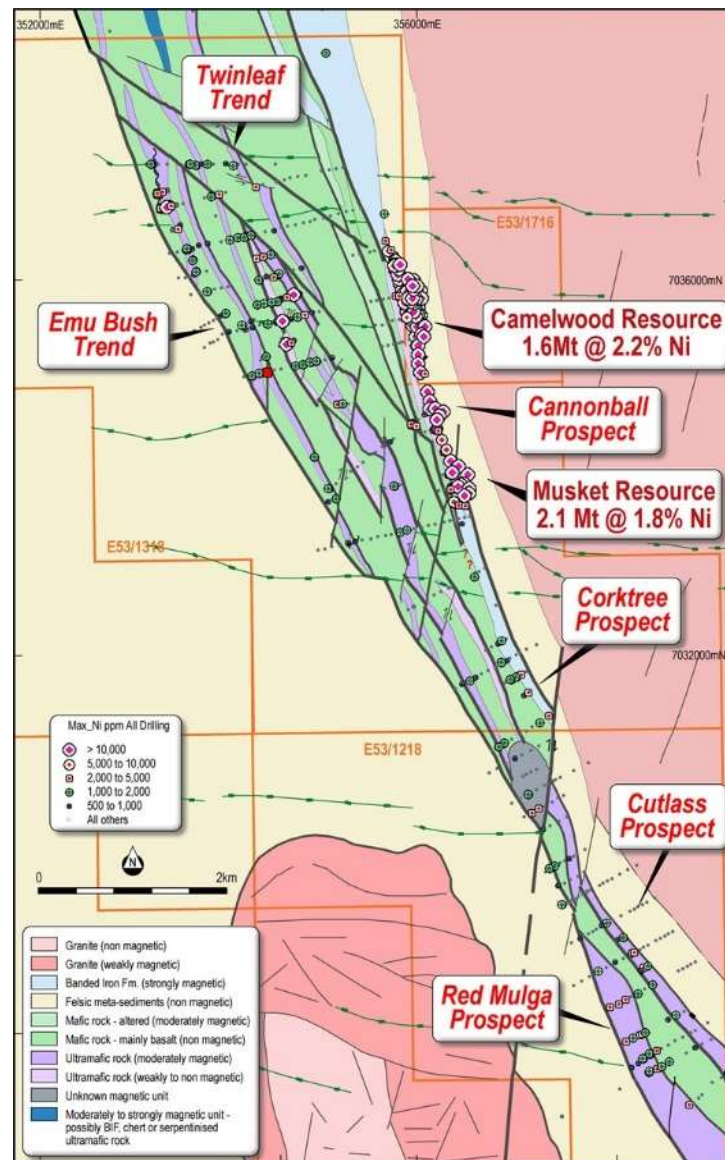 352000mE
356000mE
Twinleaf
Trend
E53/1716
7036000mN
Emu Bush
Trend
Camelwood Resource
1.6Mt @ 2.2% Ni
Cannonball
Prospect
Musket Resource
2.1 Mt @ 1.8% Ni
E53/1318
??
Corktree
Prospect
7032000mN
Max_Ni ppm All Drilling
> 10,000
5,000 to 10,000
2,000 to 5,000
1,000 to 2,000
500 to 1,000
All others
E53/1218
Cutlass
Prospect
N
0 2km
Granite (non magnetic)
Granite (weakly magnetic)
Banded Iron Fm. (strongly magnetic)
Felsic meta-sediments (non magnetic)
Mafic rock - altered (moderately magnetic)
Mafic rock - mainly basalt (non magnetic)
Ultramafic rock (moderately magnetic)
Ultramafic rock (weakly to non magnetic)
Unknown magnetic unit
Moderately to strongly magnetic unit -
possibly BIF, chert or serpentinised
ultramafic rock
Red Mulga
Prospect